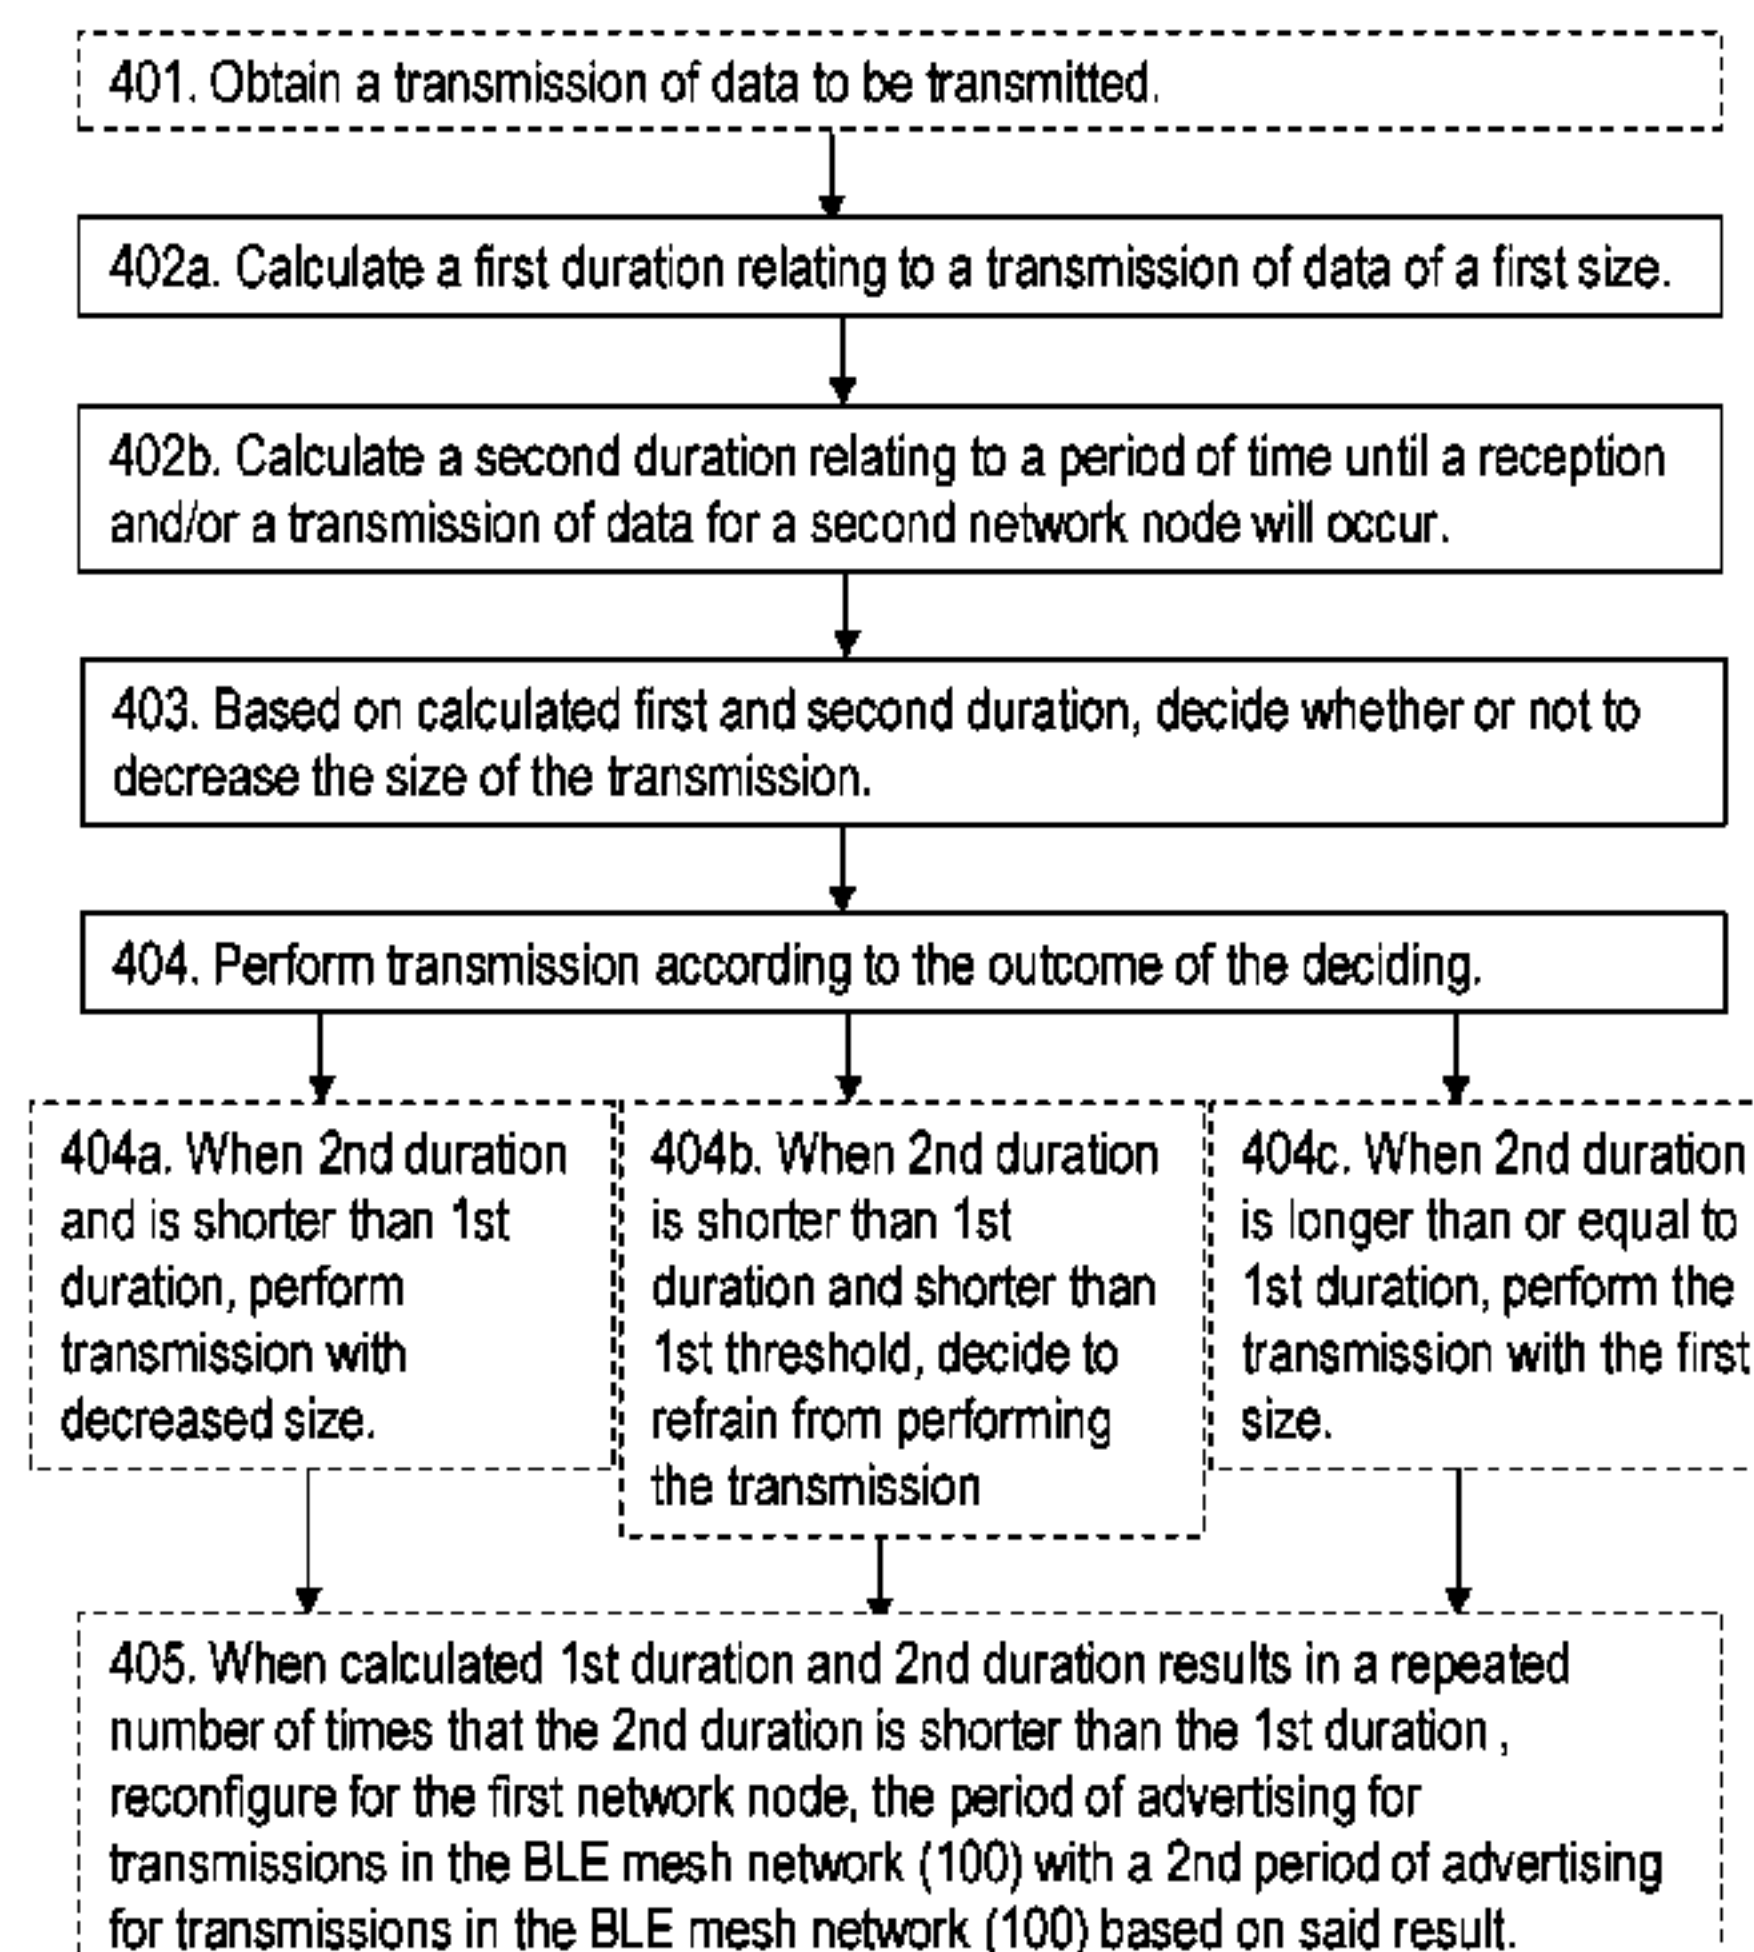 401. Obtain a transmission of data to be transmitted.
402a. Calculate a first duration relating to a transmission of data of a first size.
402b. Calculate a second duration relating to a period of time until a reception
and/or a transmission of data for a second network node will occur.
403. Based on calculated first and second duration, decide whether or not to
decrease the size of the transmission.
404. Perform transmission according to the outcome of the deciding.
404a. When 2nd duration
and is shorter than 1st
duration, perform
transmission with
decreased size.
404b. When 2nd duration
is shorter than 1st
duration and shorter than
1st threshold, decide to
refrain from performing
the transmission
404c. When 2nd duration
is longer than or equal to
1st duration, perform the
transmission with the first
size.
405. When calculated 1st duration and 2nd duration results in a repeated
number of times that the 2nd duration is shorter than the 1st duration ,
reconfigure for the first network node, the period of advertising for
transmissions in the BLE mesh network (100) with a 2nd period of advertising
for transmissions in the BLE mesh network (100) based on said result.